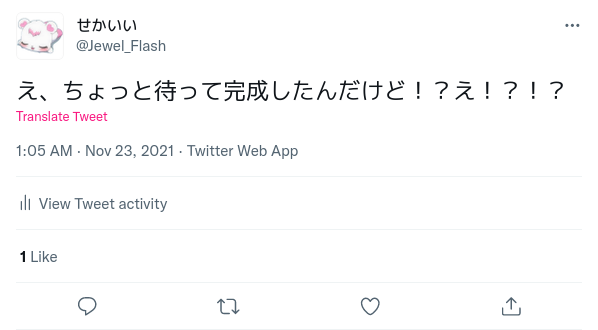 せかいい
@Jewel_Flash
え、ちょっと待って完成したんだけど！？え！？！？
Translate Tweet
1:05 AM · Nov 23, 2021 · Twitter Web App
View Tweet activity
1 Like